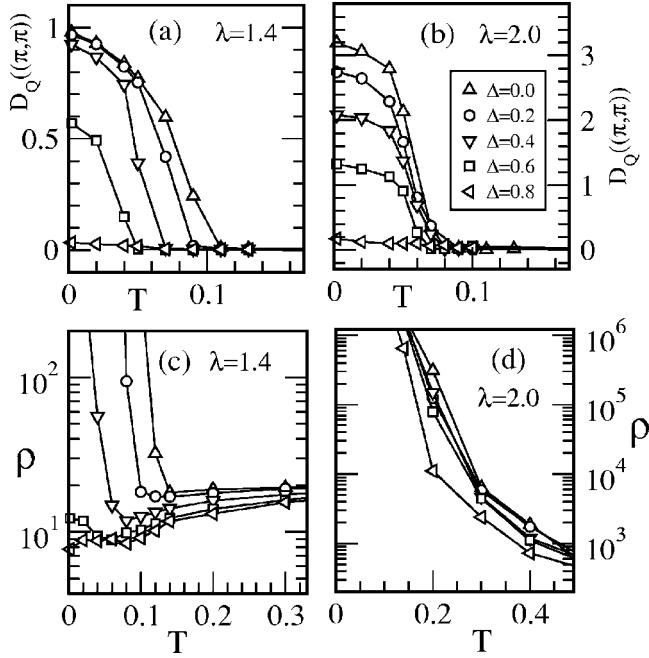 (a) λ=1.4
D_Q((π,π))
1
0.5
0
0 0.1
T
(b) λ=2.0
Δ=0.0
Δ=0.2
Δ=0.4
Δ=0.6
Δ=0.8
3
2
1
0
D_Q((π,π))
0 0.1
T
(c) λ=1.4
ρ
10^2
10^1
0 0.1 0.2 0.3
T
(d)
λ=2.0
10^6
10^5
10^4
10^3
ρ
0 0.2 0.4
T